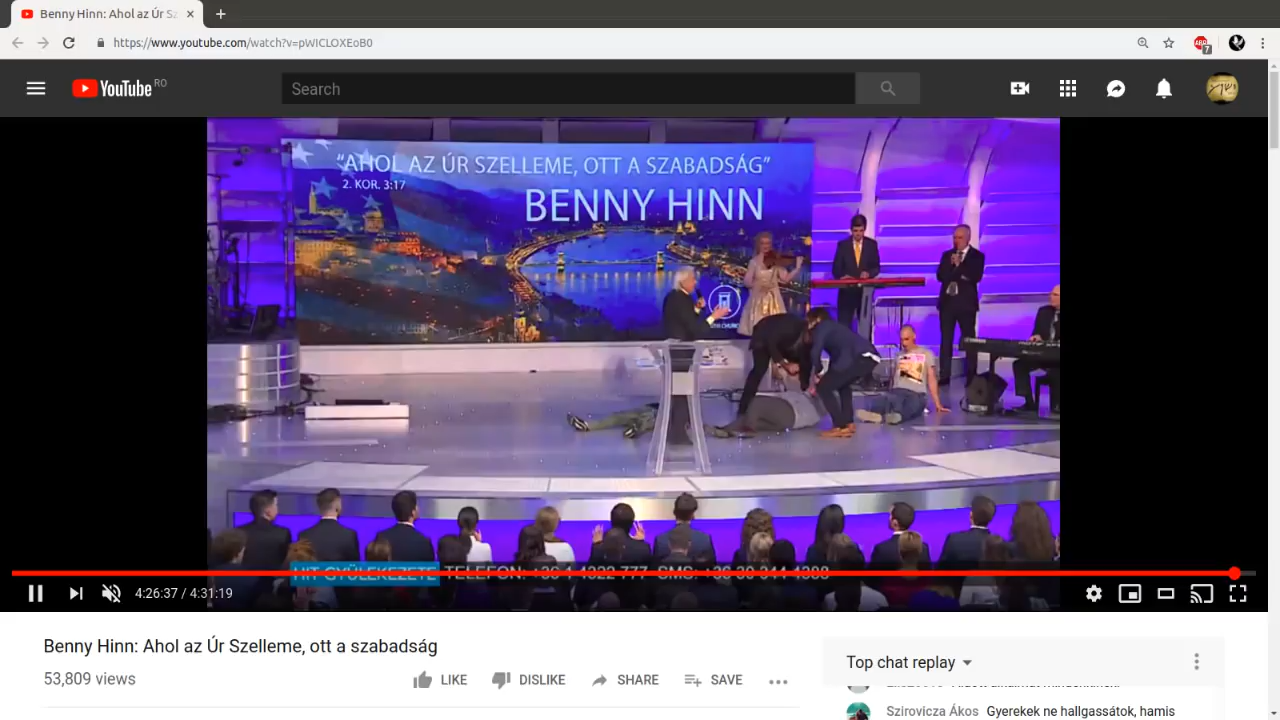 Benny Hinn: Ahol az Úr Sz
https://www.youtube.com/watch?v=pWICLOXEoB0
ABP
7
YouTube RO
Search
“AHOL AZ ÚR SZELLEME, OTT A SZABADSÁG”
2. KOR. 3:17
BENNY HINN
HIT GYÜLEKEZETE TELEFON: +36 1 4322 777 SMS: +36 30 344 4388
4:26:37 / 4:31:19
Benny Hinn: Ahol az Úr Szelleme, ott a szabadság
53,809 views
LIKE DISLIKE SHARE SAVE
Top chat replay
Szirovicza Ákos Gyerekek ne hallgassátok, hamis